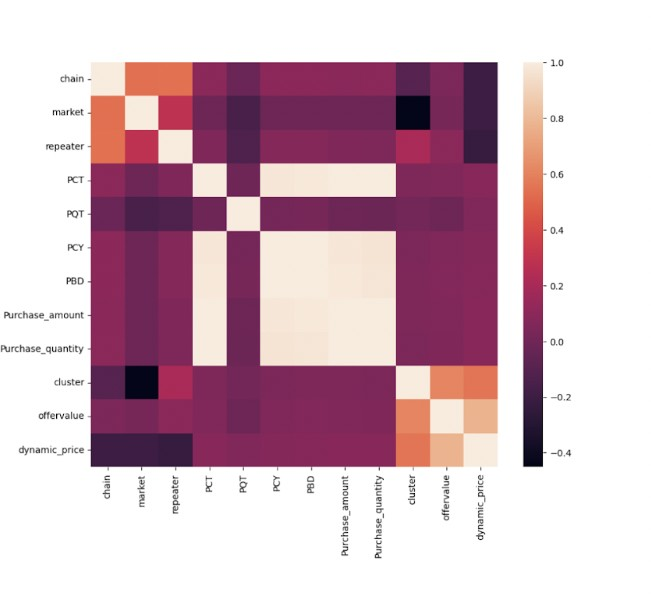 chain
market
repeater
PCT
PQT
PCY
PBD
Purchase_amount
Purchase_quantity
cluster
offervalue
dynamic_price
chain
market
repeater
PCT
PQT
PCY
PBD
Purchase_amount
Purchase_quantity
cluster
offervalue
dynamic_price
1.0
0.8
0.6
0.4
0.2
0.0
−0.2
−0.4